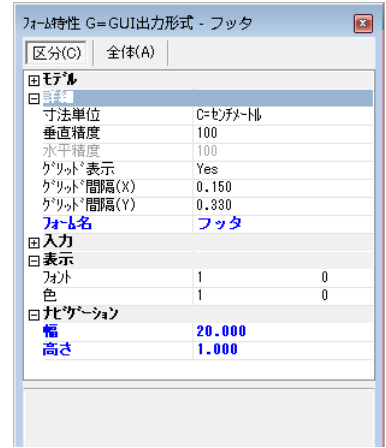 ﾌｫｰﾑ特性 G=GUI出力形式 - フッタ
区分(C) 全体(A)
ﾓﾃﾞﾙ
詳細
寸法単位 C=ｾﾝﾁﾒｰﾄﾙ
垂直精度 100
水平精度 100
ｸﾞﾘｯﾄﾞ表示 Yes
ｸﾞﾘｯﾄﾞ間隔(X) 0.150
ｸﾞﾘｯﾄﾞ間隔(Y) 0.330
ﾌｫｰﾑ名 フッタ
入力
表示
ﾌｫﾝﾄ 1 0
色 1 0
ﾅﾋﾞｹﾞｰｼｮﾝ
幅 20.000
高さ 1.000